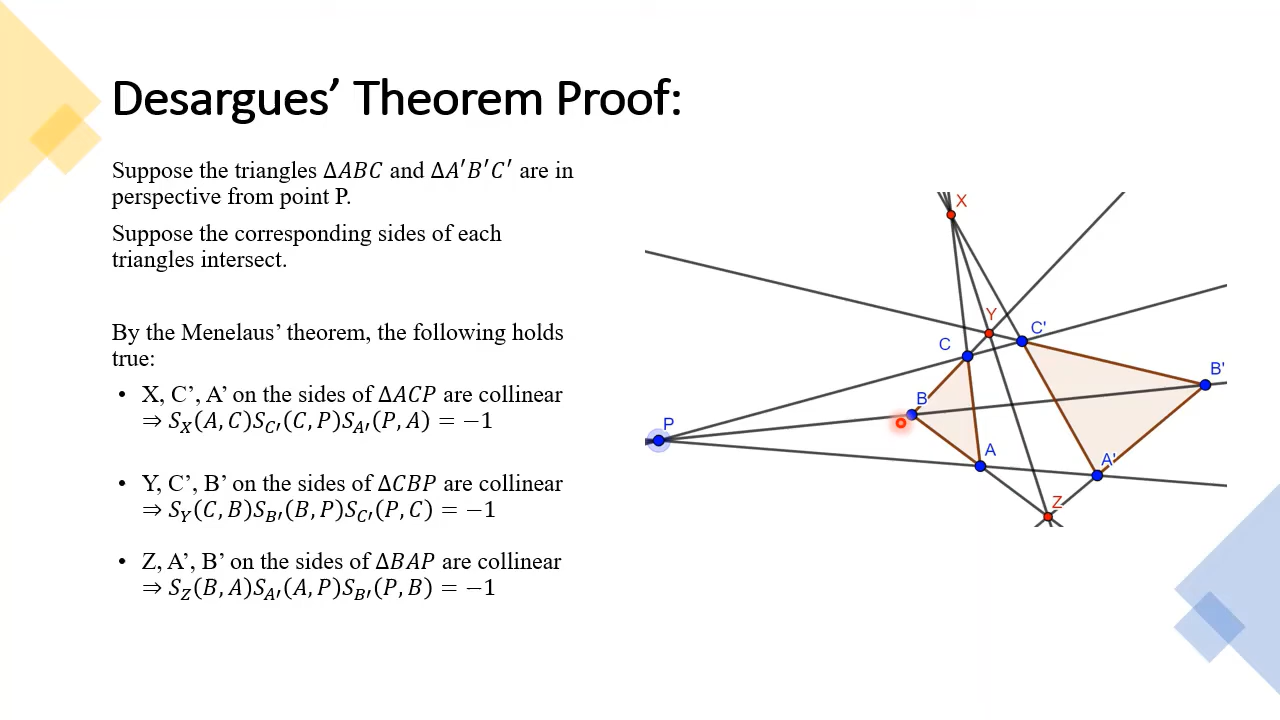 Desargues’ Theorem Proof:
Suppose the triangles Δ𝐴𝐵𝐶 and Δ𝐴′𝐵′𝐶′ are in
perspective from point P.
Suppose the corresponding sides of each
triangles intersect.
By the Menelaus’ theorem, the following holds
true:
• X, C’, A’ on the sides of Δ𝐴𝐶𝑃 are collinear
⇒ 𝑆_𝑋(𝐴, 𝐶)𝑆_𝐶′(𝐶, 𝑃)𝑆_𝐴′(𝑃, 𝐴) = −1
• Y, C’, B’ on the sides of Δ𝐶𝐵𝑃 are collinear
⇒ 𝑆_𝑌(𝐶, 𝐵)𝑆_𝐵′(𝐵, 𝑃)𝑆_𝐶′(𝑃, 𝐶) = −1
• Z, A’, B’ on the sides of Δ𝐵𝐴𝑃 are collinear
⇒ 𝑆_𝑍(𝐵, 𝐴)𝑆_𝐴′(𝐴, 𝑃)𝑆_𝐵′(𝑃, 𝐵) = −1
X
Y
C'
C
B'
B
P
A
A'
Z